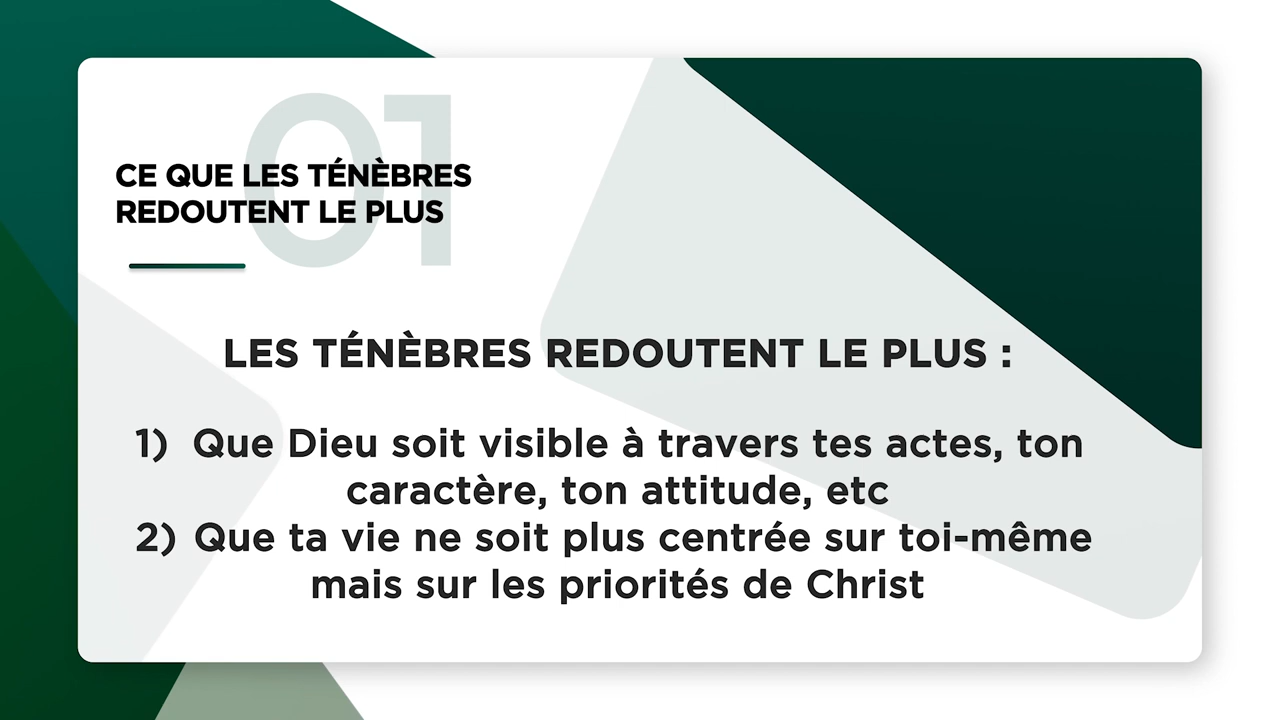 01
CE QUE LES TÉNÈBRES
REDOUTENT LE PLUS
LES TÉNÈBRES REDOUTENT LE PLUS :
1) Que Dieu soit visible à travers tes actes, ton
caractère, ton attitude, etc
2) Que ta vie ne soit plus centrée sur toi-même
mais sur les priorités de Christ